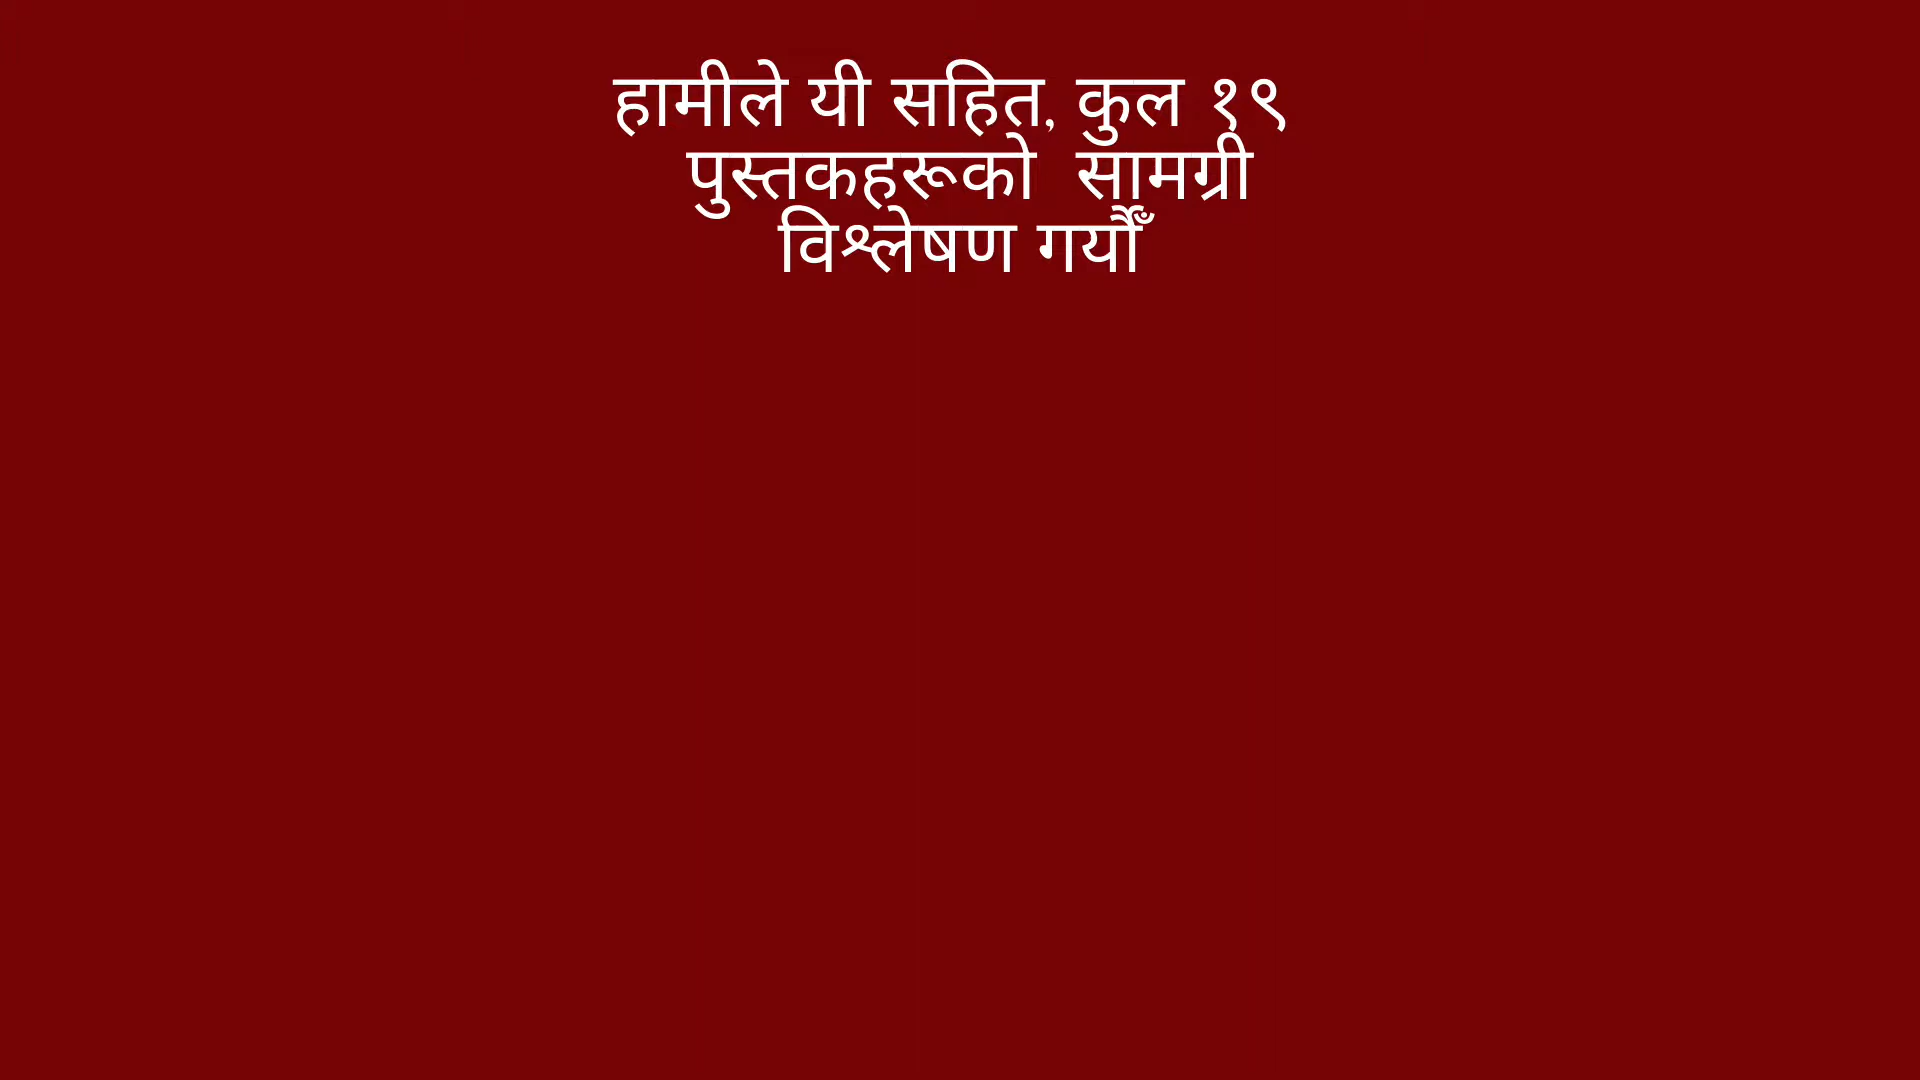 हामीले यी सहित, कुल १९
पुस्तकहरूको  सामग्री
विश्लेषण गर्यौँ